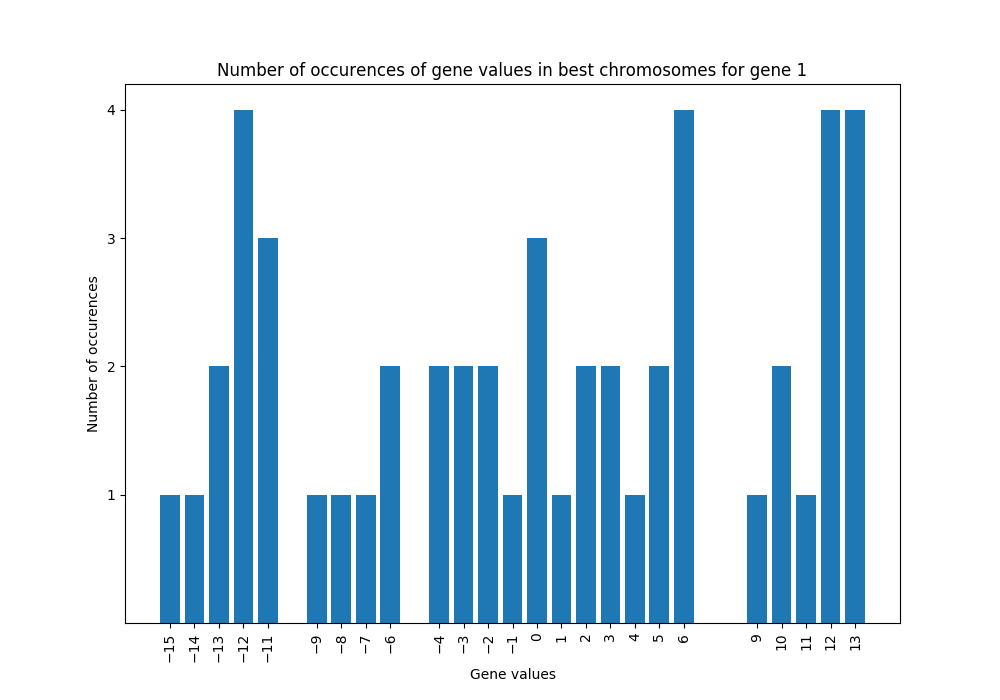 Number of occurences of gene values in best chromosomes for gene 1
4
3
2
1
Number of occurences
−15 −14 −13 −12 −11 −9 −8 −7 −6 −4 −3 −2 −1 0 1 2 3 4 5 6 9 10 11 12 13
Gene values